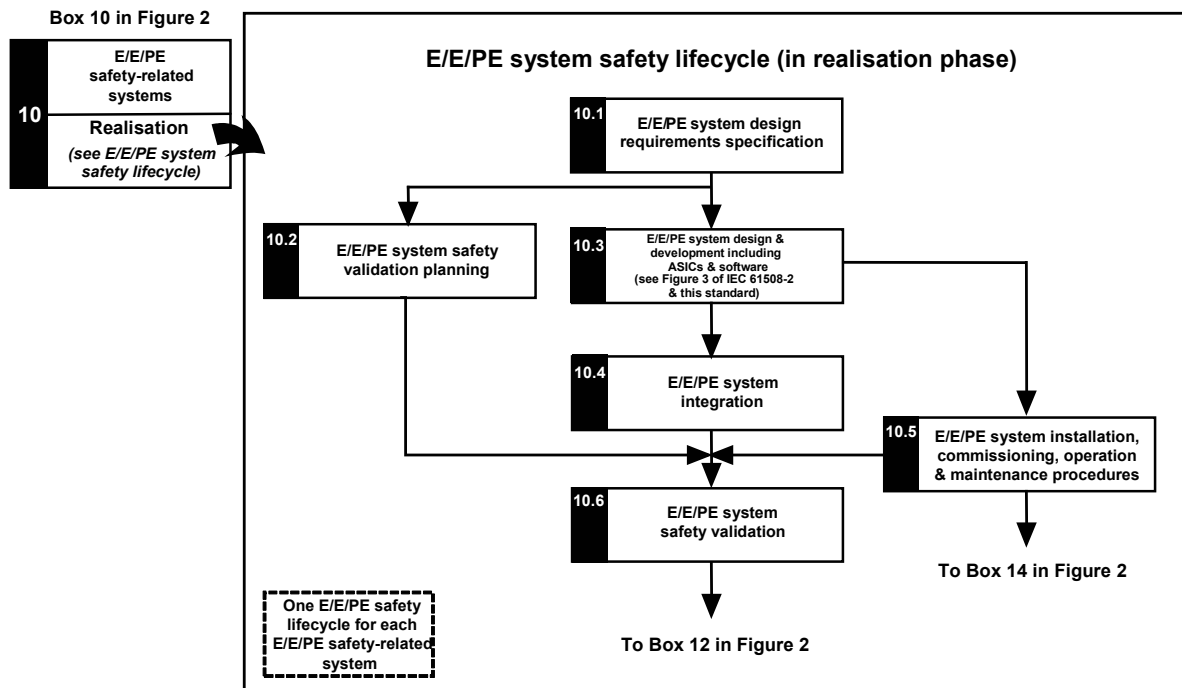 Box 10 in Figure 2
10
E/E/PE
safety-related
systems
Realisation
(see E/E/PE system
safety lifecycle)
E/E/PE system safety lifecycle (in realisation phase)
10.1
E/E/PE system design
requirements specification
10.2
E/E/PE system safety
validation planning
10.3
E/E/PE system design &
development including
ASICs & software
(see Figure 3 of IEC 61508-2
& this standard)
10.4
E/E/PE system
integration
10.5
E/E/PE system installation,
commissioning, operation
& maintenance procedures
10.6
E/E/PE system
safety validation
To Box 14 in Figure 2
One E/E/PE safety
lifecycle for each
E/E/PE safety-related
system
To Box 12 in Figure 2